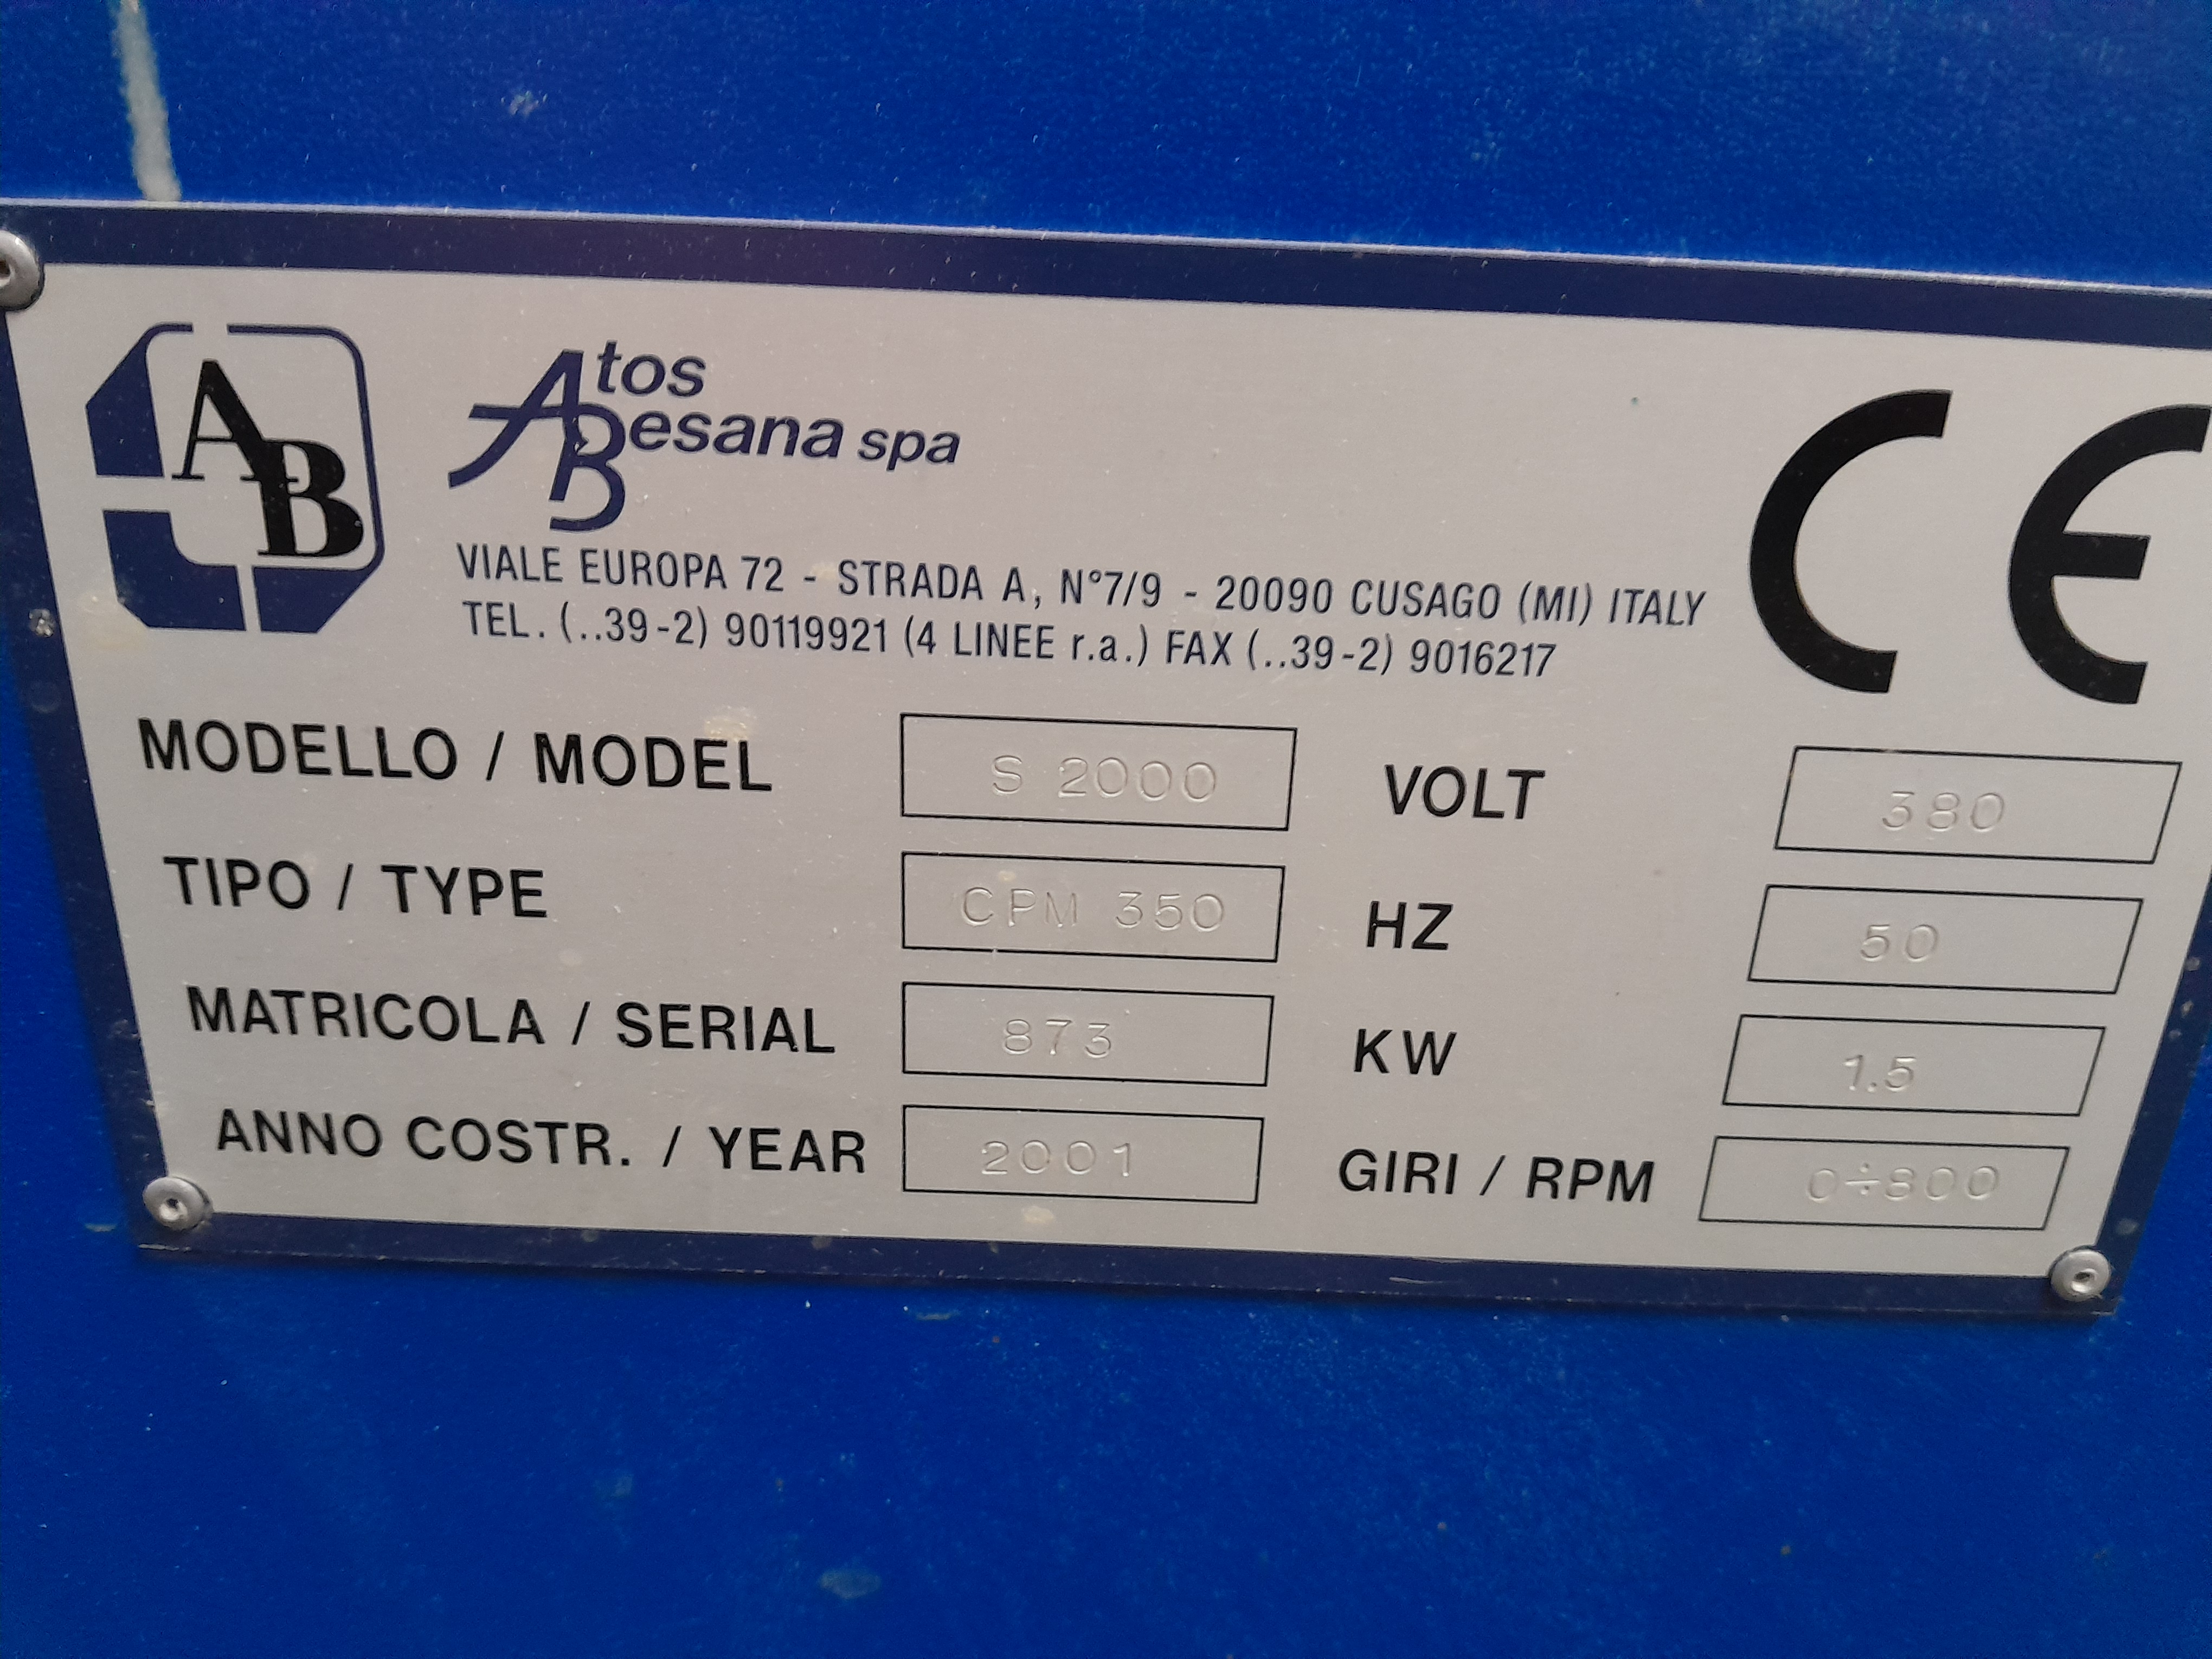 AB
Atos
Besana spa
CE
VIALE EUROPA 72 - STRADA A, N°7/9 - 20090 CUSAGO (MI) ITALY
TEL. (..39-2) 90119921 (4 LINEE r.a.) FAX (..39-2) 9016217
MODELLO / MODEL S 2000 VOLT 380
TIPO / TYPE CPM 350 HZ 50
MATRICOLA / SERIAL 873 KW 1.5
ANNO COSTR. / YEAR 2001 GIRI / RPM 0÷800